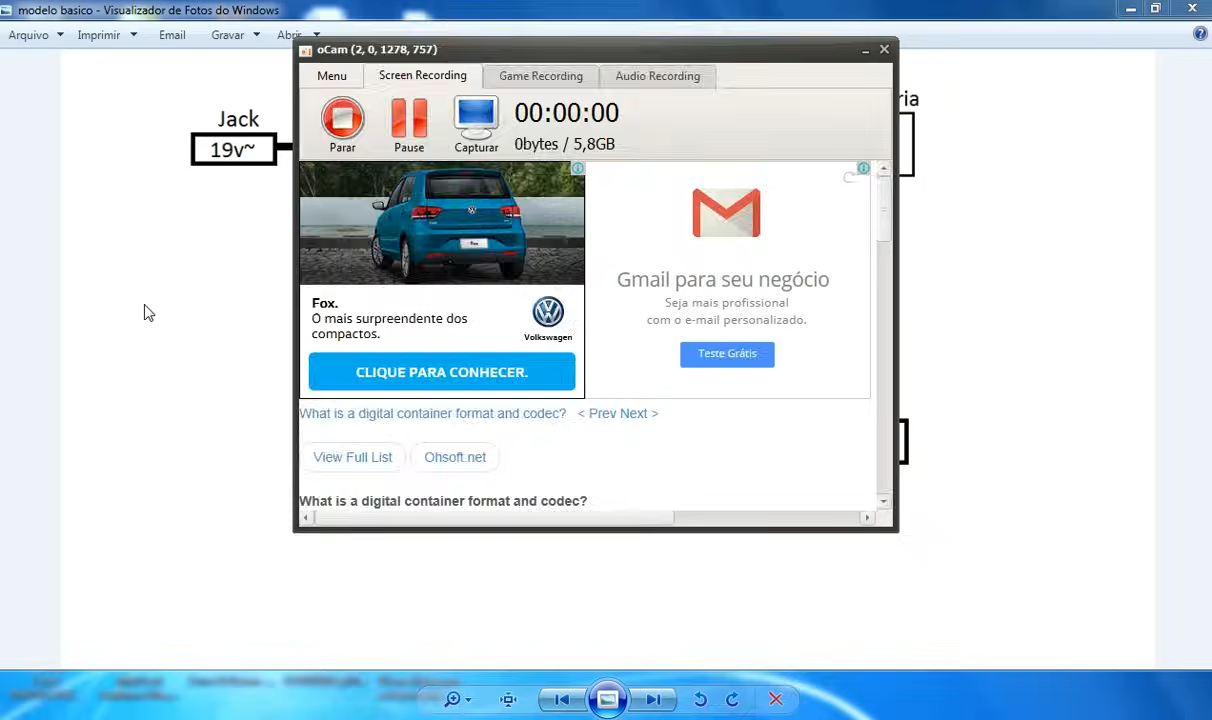 modelo basico - Visualizador de Fotos do Windows
Arquivo Imprimir Email Gravar Abrir
oCam (2, 0, 1278, 757)
Menu Screen Recording Game Recording Audio Recording
00:00:00
0bytes / 5,8GB
Parar Pause Capturar
Jack
19v~
ria
Fox.
O mais surpreendente dos
compactos.
Volkswagen
CLIQUE PARA CONHECER.
Gmail para seu negócio
Seja mais profissional
com o e-mail personalizado.
Teste Grátis
What is a digital container format and codec? < Prev Next >
View Full List Ohsoft.net
What is a digital container format and codec?